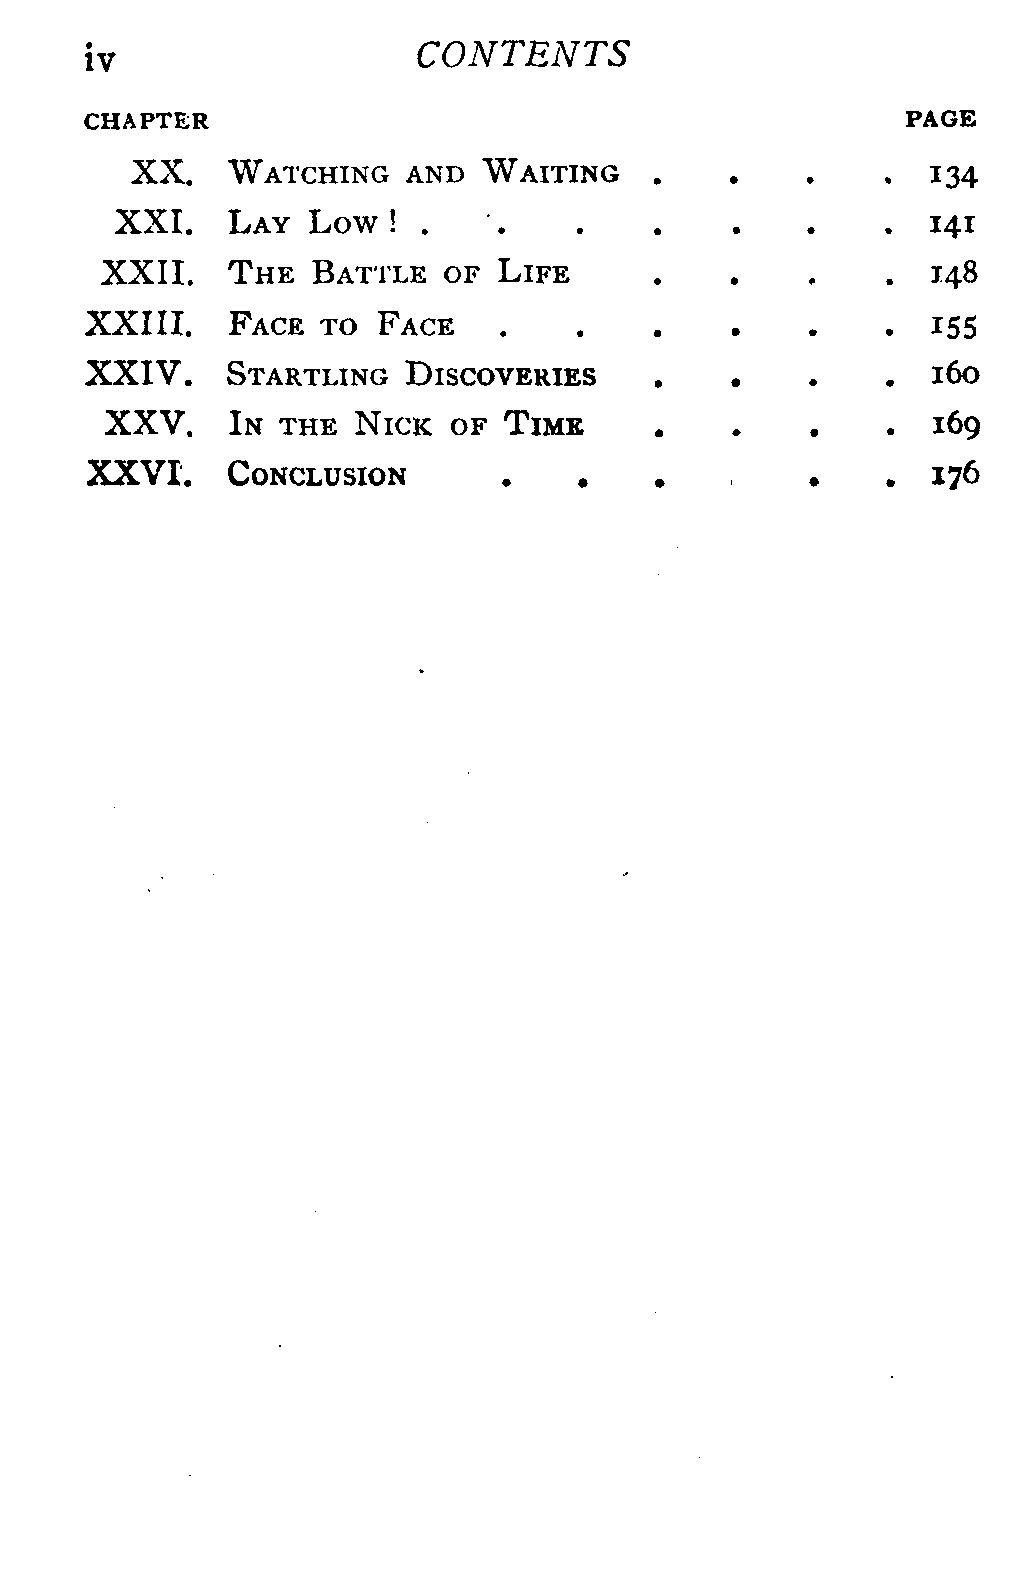 iv CONTENTS
CHAPTER PAGE
XX. WATCHING AND WAITING . . . . 134
XXI. LAY LOW! . . . . . . . 141
XXII. THE BATTLE OF LIFE . . . . 148
XXIII. FACE TO FACE . . . . . . 155
XXIV. STARTLING DISCOVERIES . . . . 160
XXV. IN THE NICK OF TIME . . . . 169
XXVI. CONCLUSION . . . . . . 176